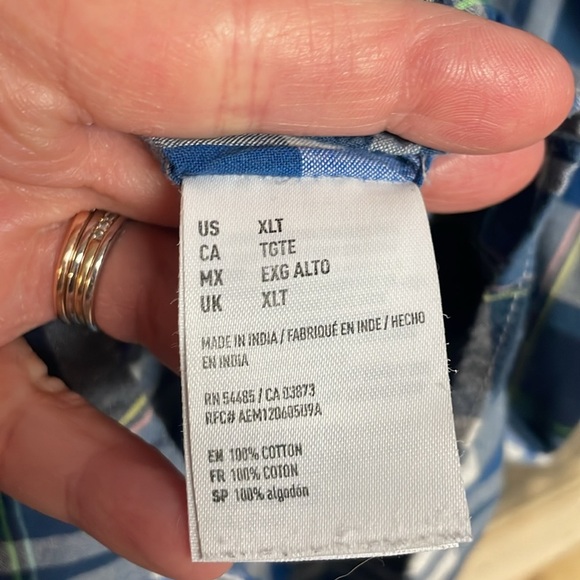 US XLT
CA TGTE
MX EXG ALTO
UK XLT
MADE IN INDIA / FABRIQUÉ EN INDE / HECHO
EN INDIA
RN 54485 / CA 03873
RFC# AEM120605U9A
EN 100% COTTON
FR 100% COTON
SP 100% algodón